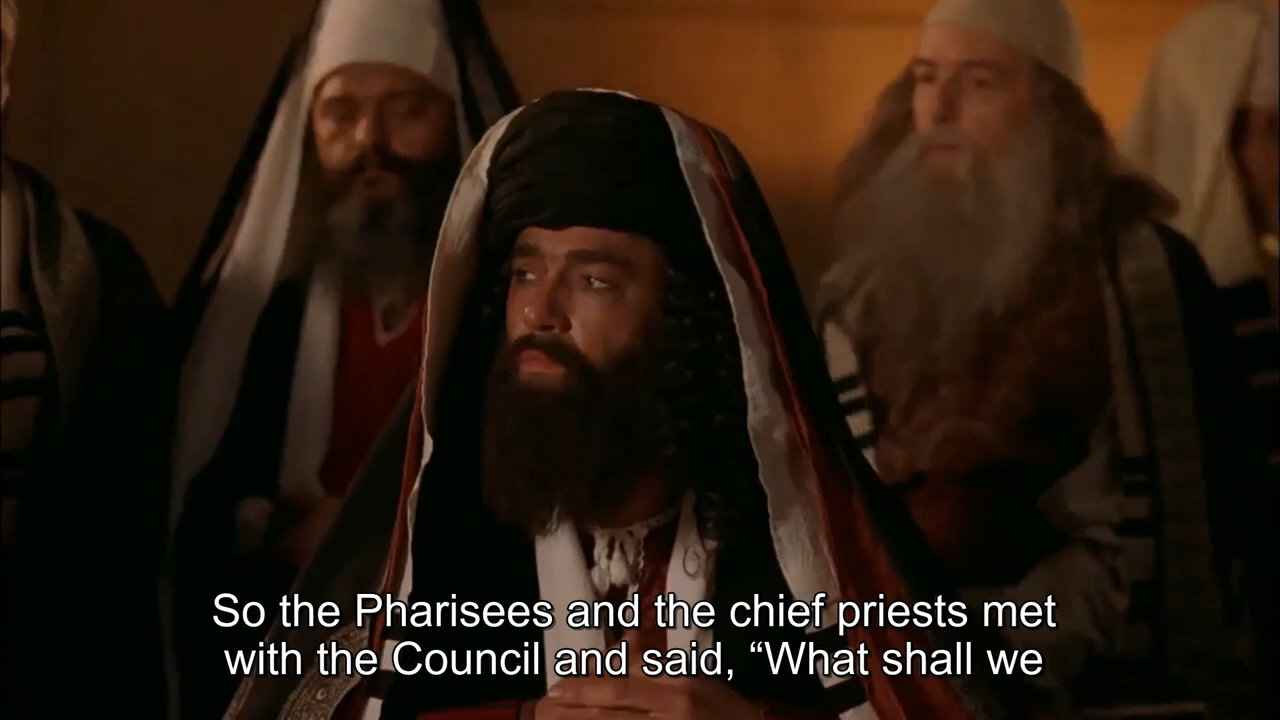 So the Pharisees and the chief priests met
with the Council and said, “What shall we